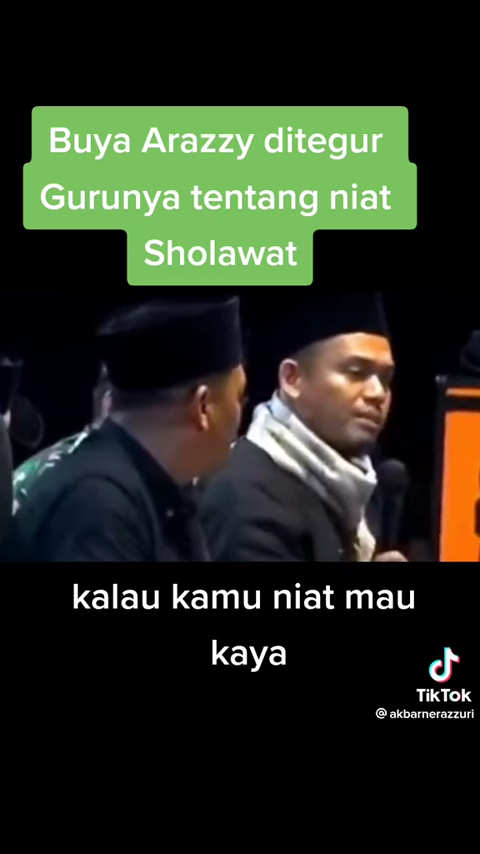 Buya Arazzy ditegur
Gurunya tentang niat
Sholawat
kalau kamu niat mau
kaya
TikTok
@ akbarnerazzuri